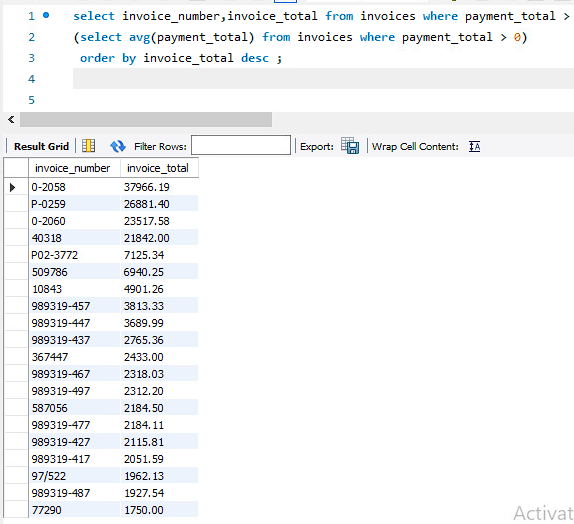 1 select invoice_number,invoice_total from invoices where payment_total >
2 (select avg(payment_total) from invoices where payment_total > 0)
3 order by invoice_total desc ;
4
5
Result Grid Filter Rows: Export: Wrap Cell Content:
invoice_number invoice_total
0-2058 37966.19
P-0259 26881.40
0-2060 23517.58
40318 21842.00
P02-3772 7125.34
509786 6940.25
10843 4901.26
989319-457 3813.33
989319-447 3689.99
989319-437 2765.36
367447 2433.00
989319-467 2318.03
989319-497 2312.20
587056 2184.50
989319-477 2184.11
989319-427 2115.81
989319-417 2051.59
97/522 1962.13
989319-487 1927.54
77290 1750.00
Activat